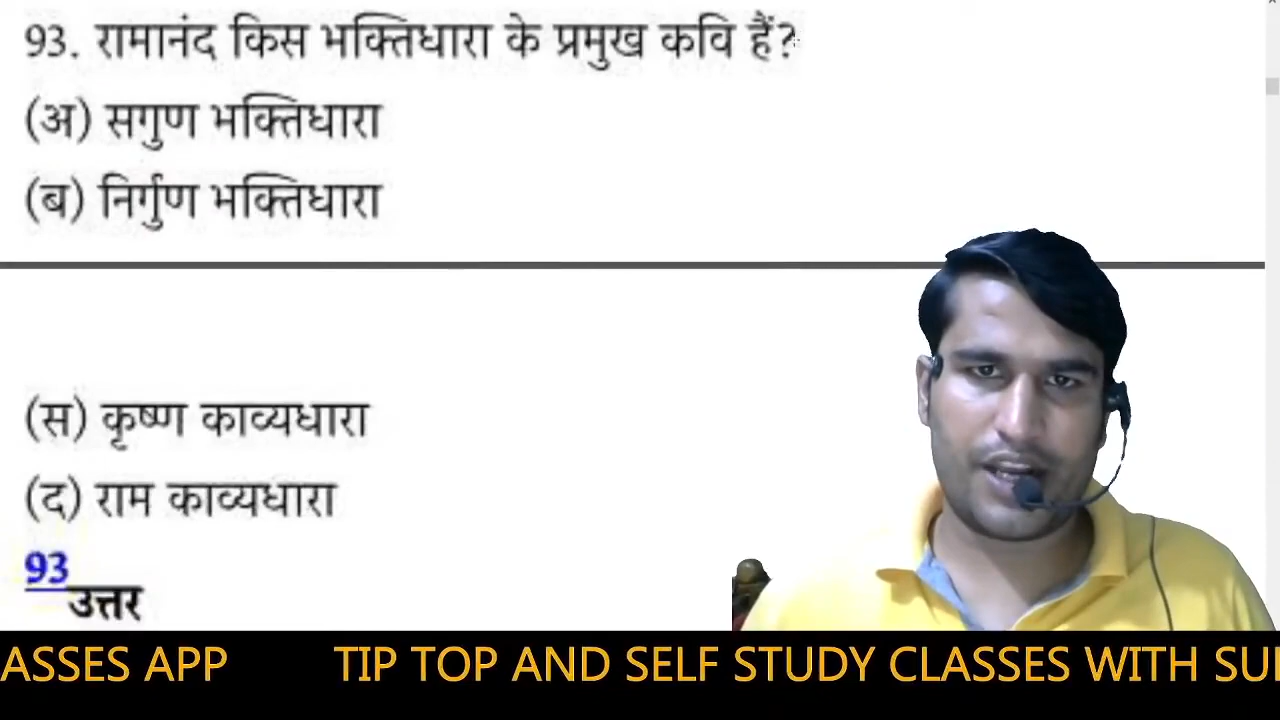 93. रामानंद किस भक्तिधारा के प्रमुख कवि हैं?
(अ) सगुण भक्तिधारा
(ब) निर्गुण भक्तिधारा
(स) कृष्ण काव्यधारा
(द) राम काव्यधारा
93
उत्तर
ASSES APP TIP TOP AND SELF STUDY CLASSES WITH SU